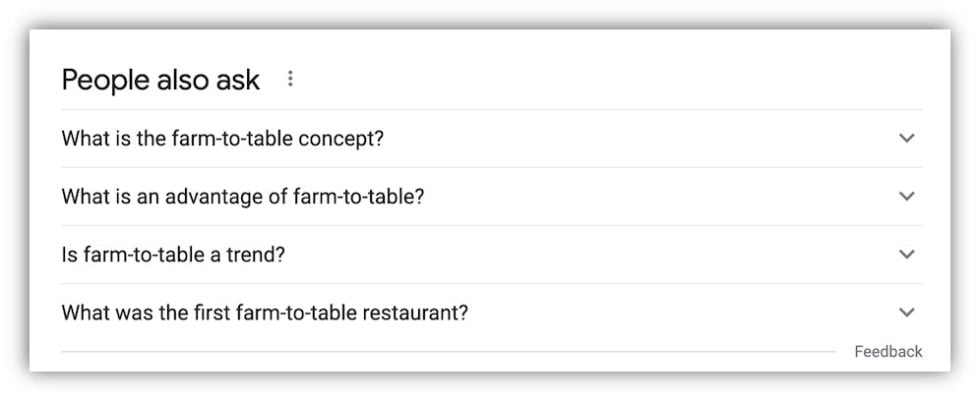 People also ask
What is the farm-to-table concept?
What is an advantage of farm-to-table?
Is farm-to-table a trend?
What was the first farm-to-table restaurant?
Feedback